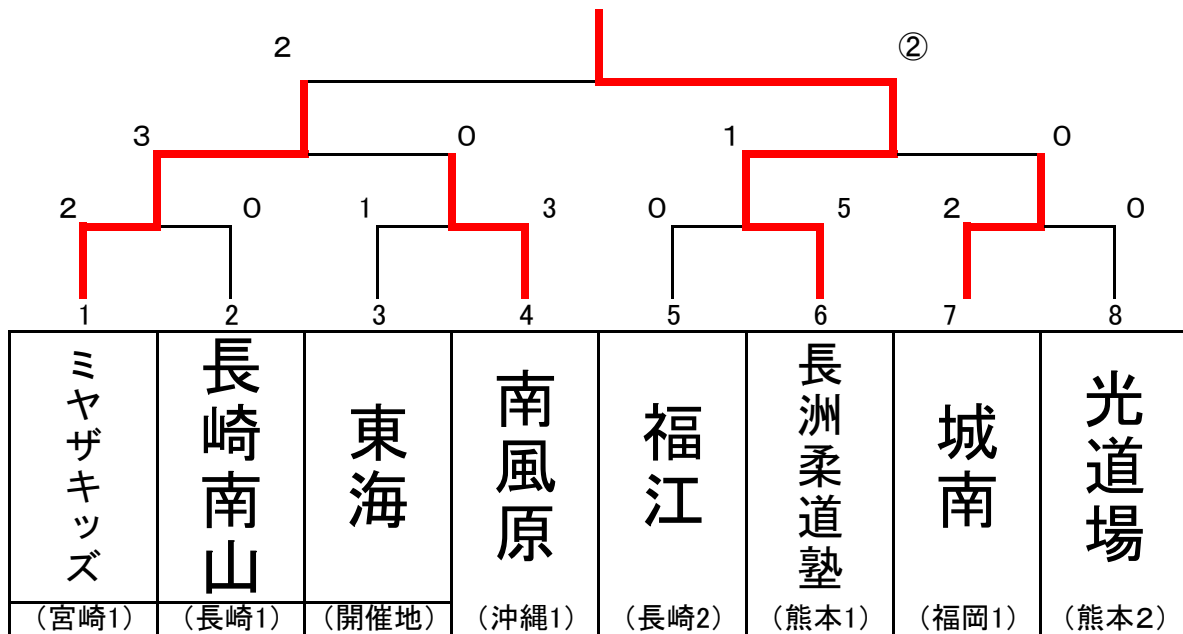 2 ②
3 0 1 0
2 0 1 3 0 5 2 0
1 2 3 4 5 6 7 8
ミヤザキッズ
長崎南山
東海
南風原
福江
長洲柔道塾
城南
光道場
（宮崎1） （長崎1） （開催地） （沖縄1） （長崎2） （熊本1） （福岡1） （熊本２）